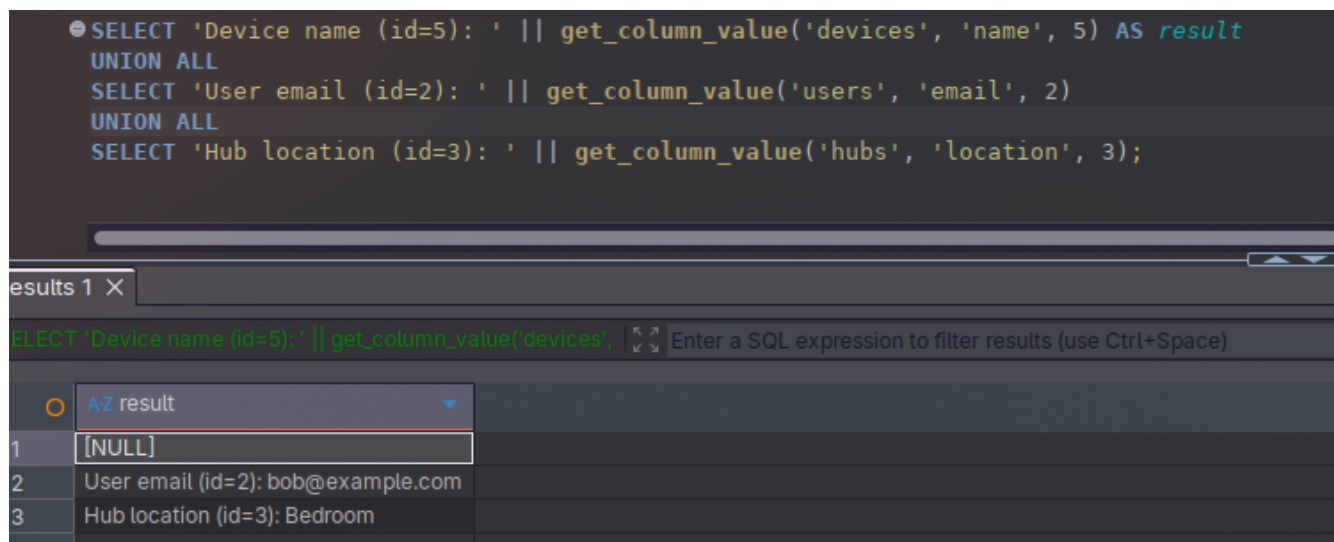 SELECT 'Device name (id=5): ' || get_column_value('devices', 'name', 5) AS result
UNION ALL
SELECT 'User email (id=2): ' || get_column_value('users', 'email', 2)
UNION ALL
SELECT 'Hub location (id=3): ' || get_column_value('hubs', 'location', 3);
esults 1
ELECT 'Device name (id=5): ' || get_column_value('devices', Enter a SQL expression to filter results (use Ctrl+Space)
A-Z result
1 [NULL]
2 User email (id=2): bob@example.com
3 Hub location (id=3): Bedroom